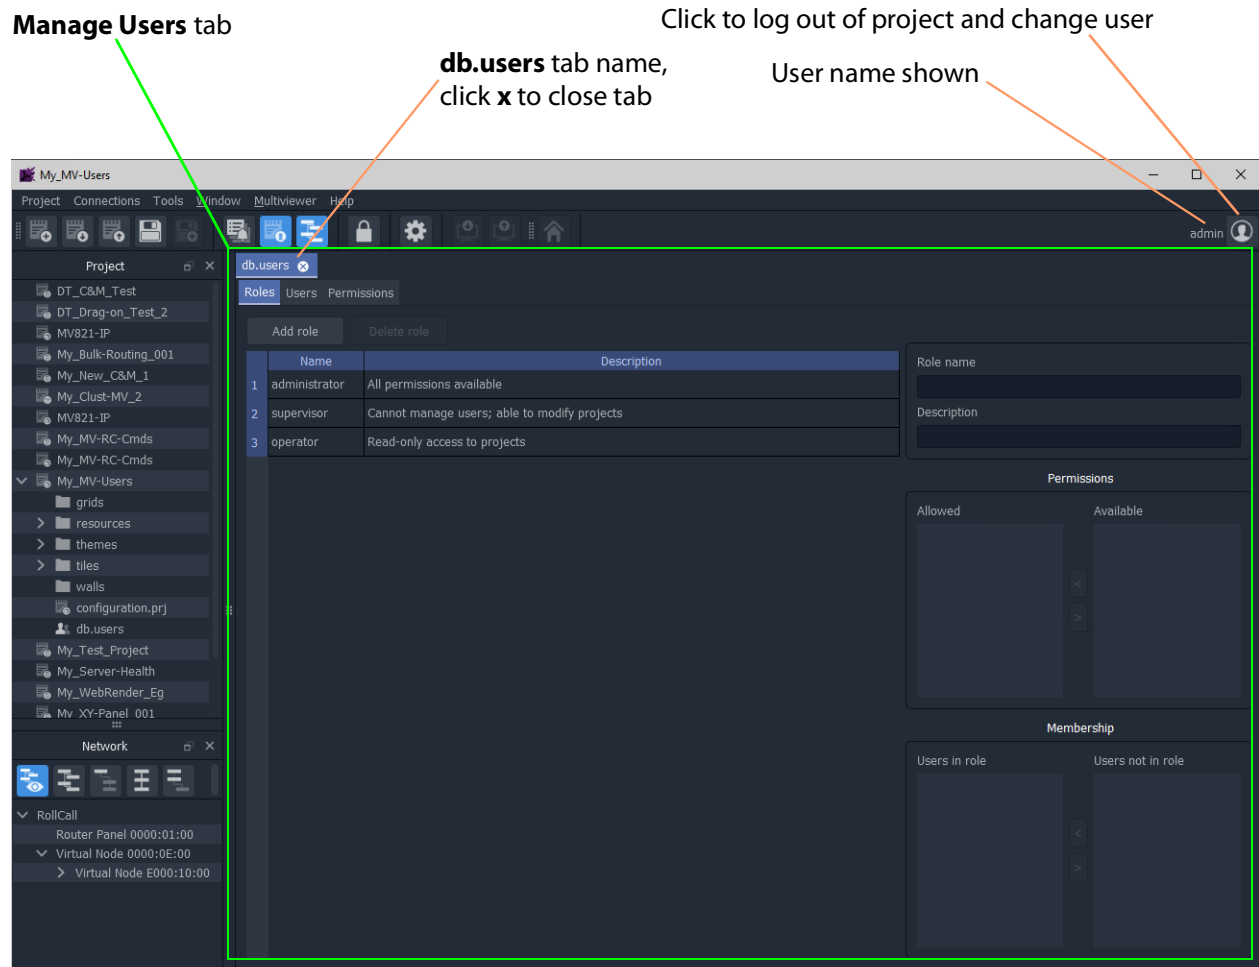 Manage Users tab
Click to log out of project and change user
db.users tab name,
click x to close tab
User name shown
My_MV-Users
Project Connections Tools Window Multiviewer Help
admin
Project
DT_C&M_Test
DT_Drag-on_Test_2
MV821-IP
My_Bulk-Routing_001
My_New_C&M_1
My_Clust-MV_2
MV821-IP
My_MV-RC-Cmds
My_MV-RC-Cmds
My_MV-Users
grids
resources
themes
tiles
walls
configuration.prj
db.users
My_Test_Project
My_Server-Health
My_WebRender_Eg
My_XY-Panel_001
Network
RollCall
Router Panel 0000:01:00
Virtual Node 0000:0E:00
Virtual Node E000:10:00
db.users
Roles Users Permissions
Add role Delete role
Name Description
1 administrator All permissions available
2 supervisor Cannot manage users; able to modify projects
3 operator Read-only access to projects
Role name
Description
Permissions
Allowed Available
<
>
Membership
Users in role Users not in role
<
>